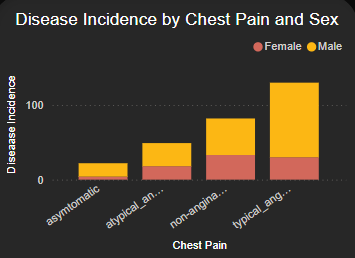 Disease Incidence by Chest Pain and Sex
Female Male
Diseaase Incidence
100
0
asymtomatic
atypical_an...
non-angina...
typical_ang...
Chest Pain